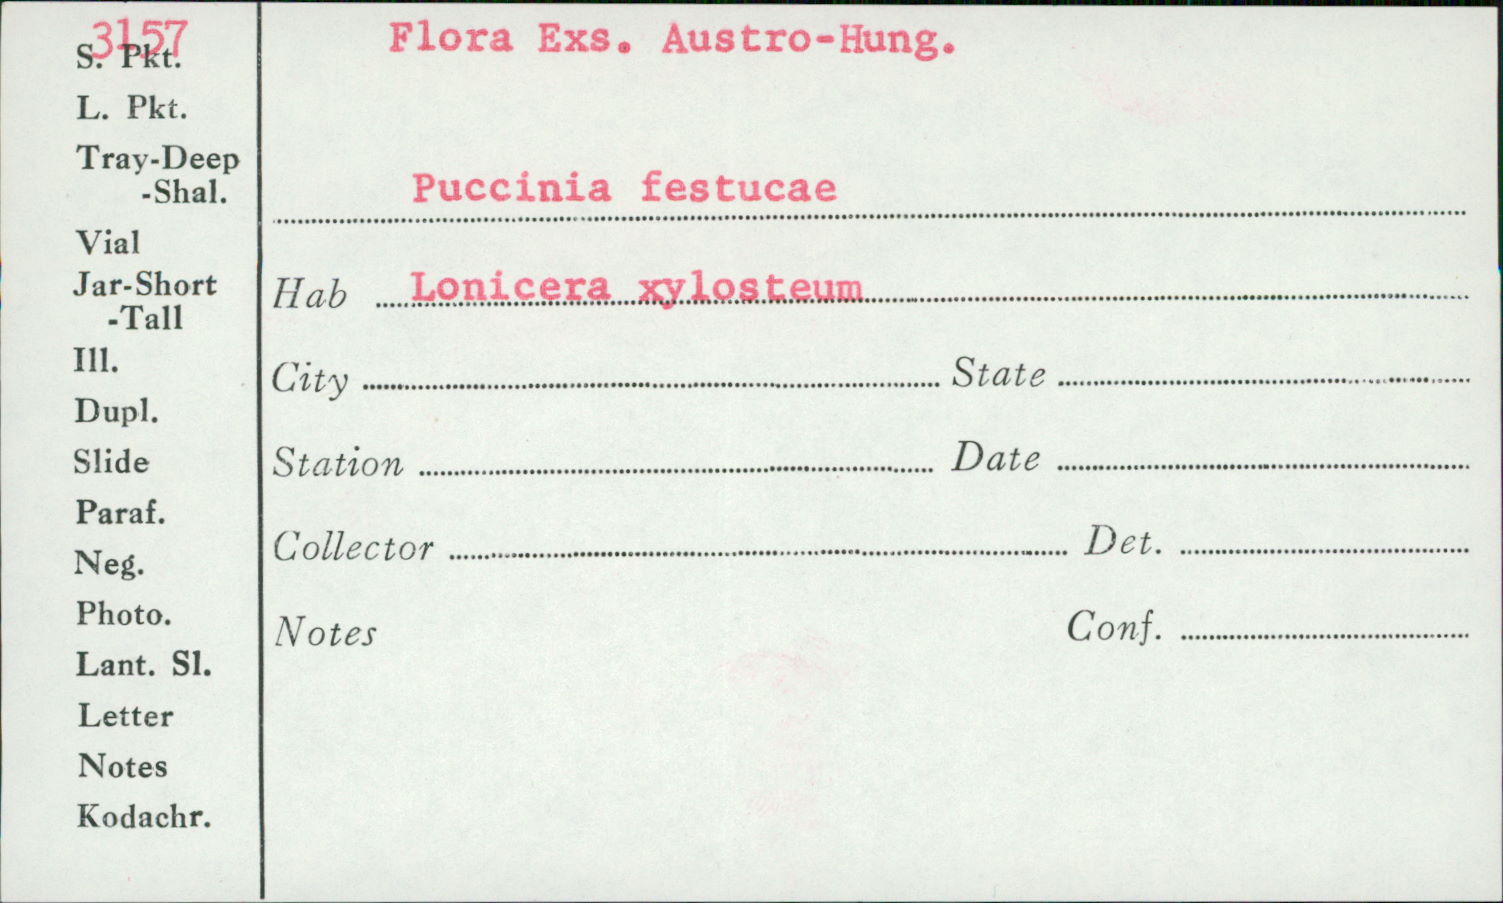 3157
Flora Exs. Austro-Hung.
S. Pkt.
L. Pkt.
Tray-Deep
-Shal.
Vial
Jar-Short
-Tall
Ill.
Dupl.
Slide
Paraf.
Neg.
Photo.
Lant. Sl.
Letter
Notes
Kodachr.
Puccinia festucae
Hab Lonicera xylosteum
City State
Station Date
Collector Det.
Notes Conf.